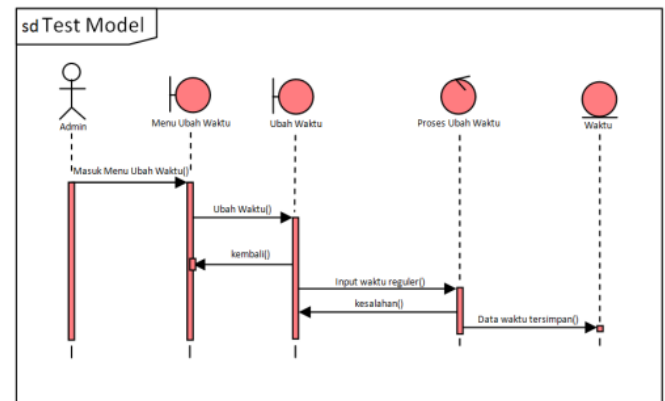 sd Test Model
Admin
Menu Ubah Waktu
Ubah Waktu
Proses Ubah Waktu
Waktu
Masuk Menu Ubah Waktu()
Ubah Waktu()
kembali()
Input waktu reguler()
kesalahan()
Data waktu tersimpan()